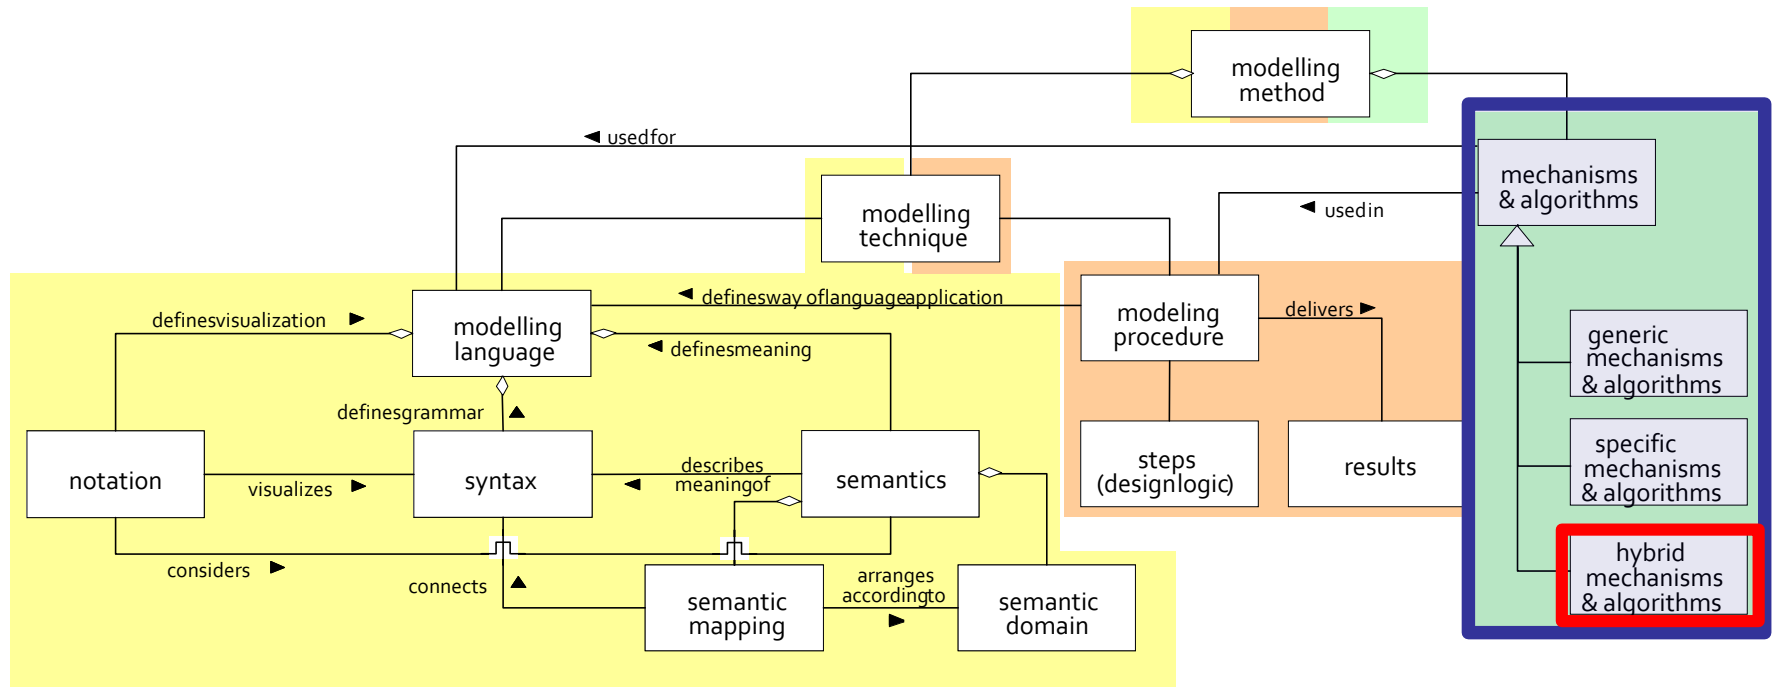 modelling
method
usedfor
mechanisms
& algorithms
modelling
technique
usedin
definesway oflanguageapplication
modeling
procedure
delivers
definesvisualization
modelling
language
definesmeaning
generic
mechanisms
& algorithms
definesgrammar
notation
visualizes
syntax
describes
meaningof
semantics
steps
(designlogic)
results
specific
mechanisms
& algorithms
considers
connects
semantic
mapping
arranges
accordingto
semantic
domain
hybrid
mechanisms
& algorithms